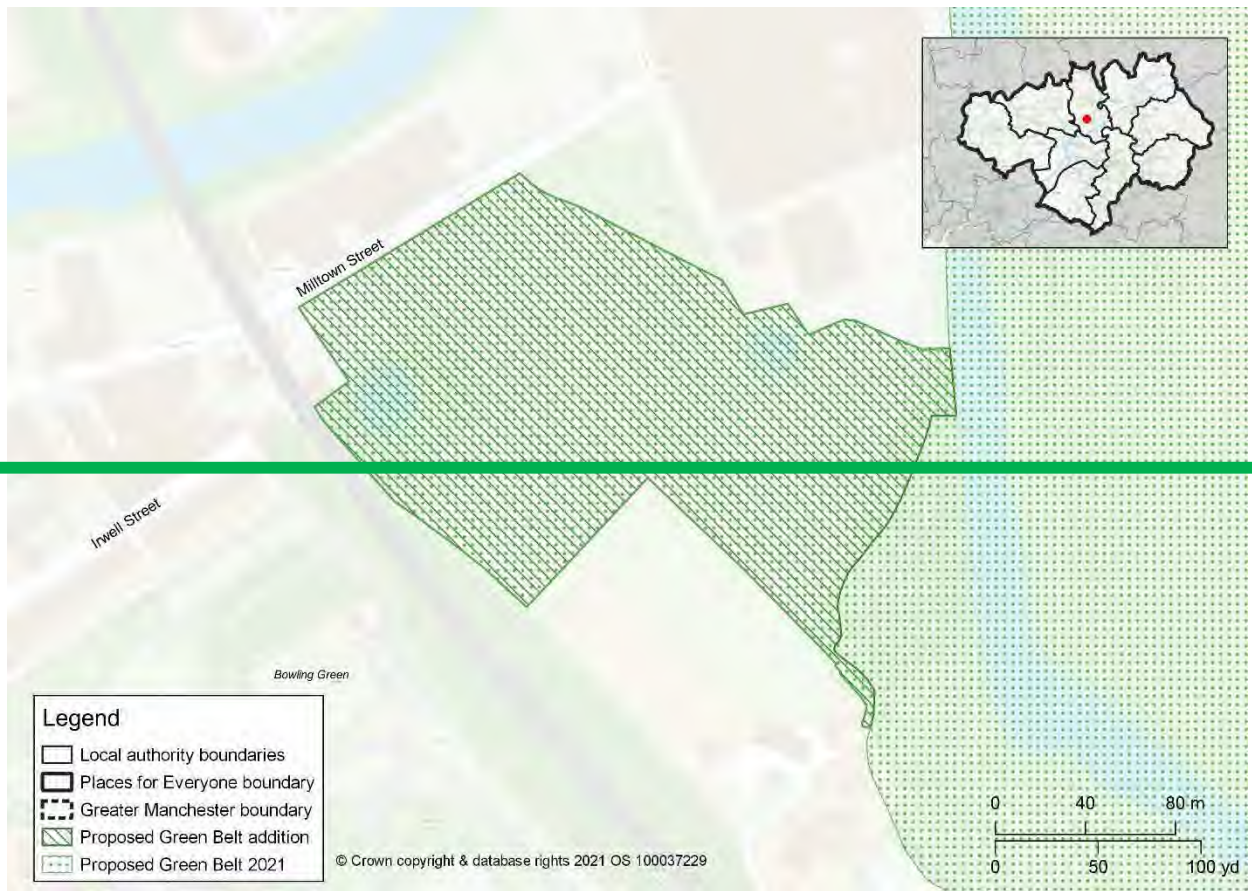 Milltown Street
Irwell Street
Bowling Green
Legend
Local authority boundaries
Places for Everyone boundary
Greater Manchester boundary
Proposed Green Belt addition
Proposed Green Belt 2021
© Crown copyright & database rights 2021 OS 100037229
0 40 80 m
0 50 100 yd